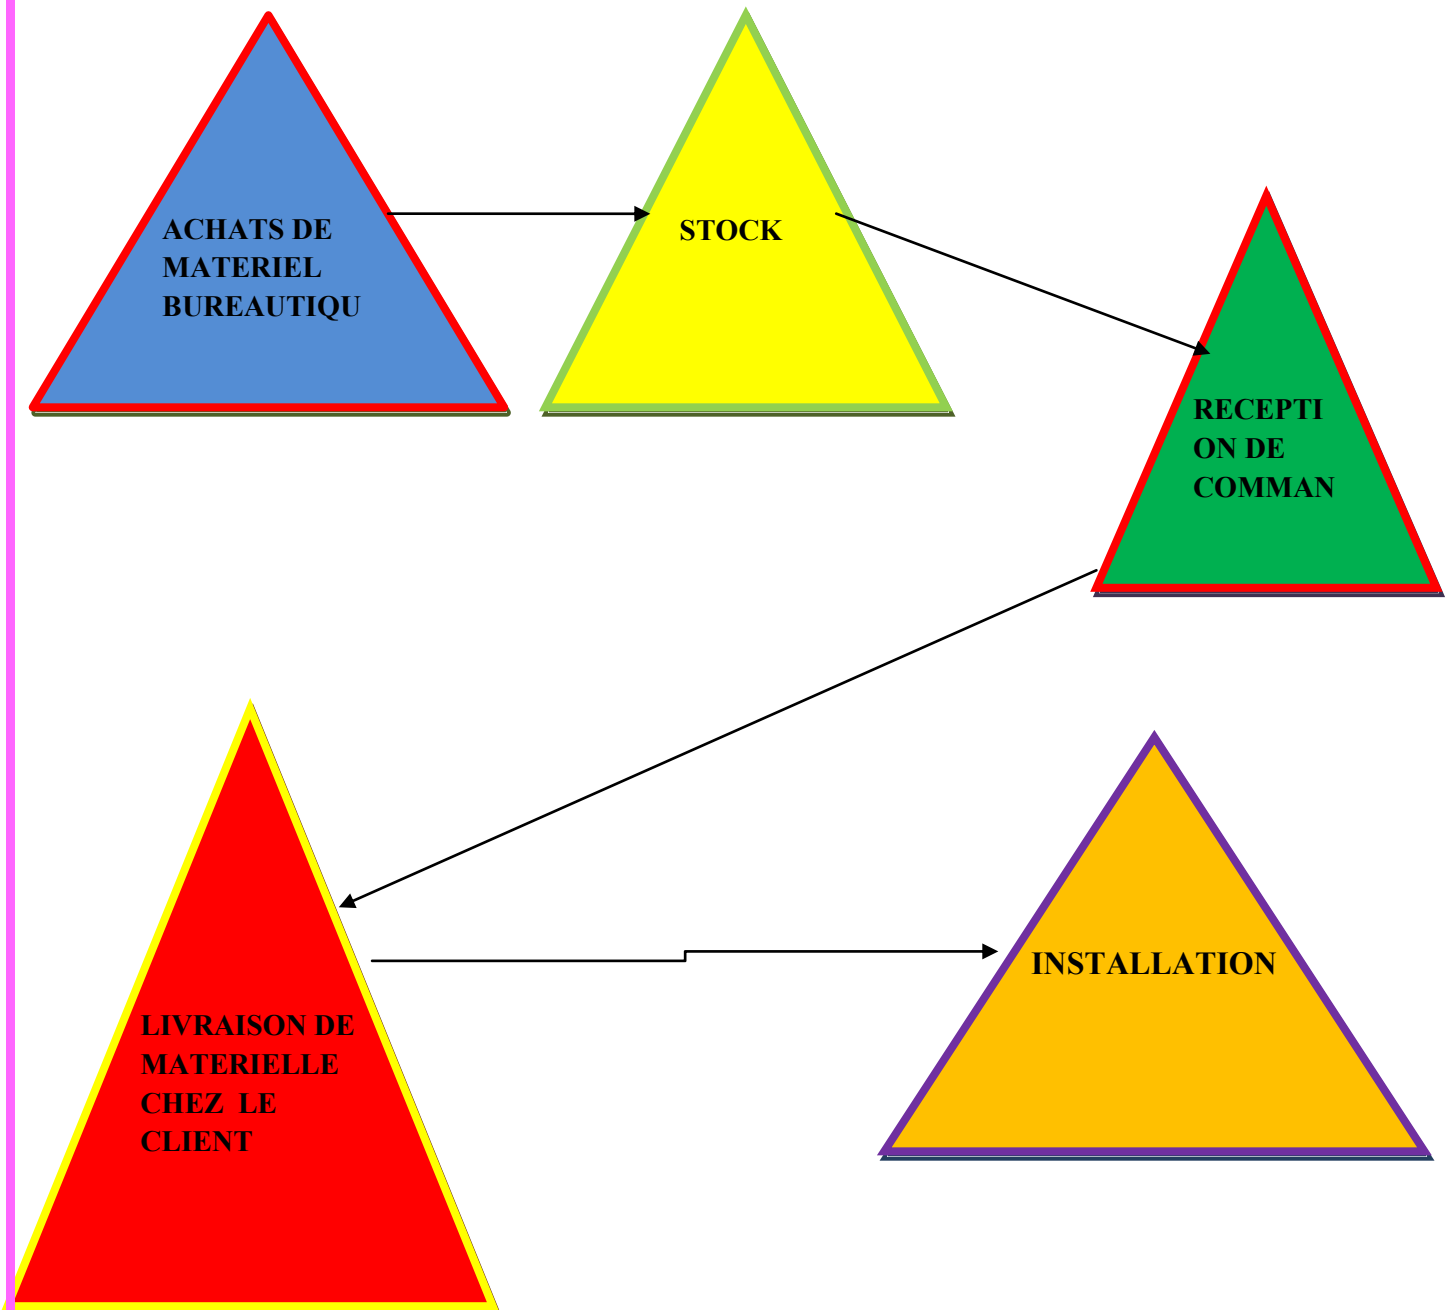 ACHATS DE
MATERIEL
BUREAUTIQU
STOCK
RECEPTI
ON DE
COMMAN
LIVRAISON DE
MATERIELLE
CHEZ LE
CLIENT
INSTALLATION